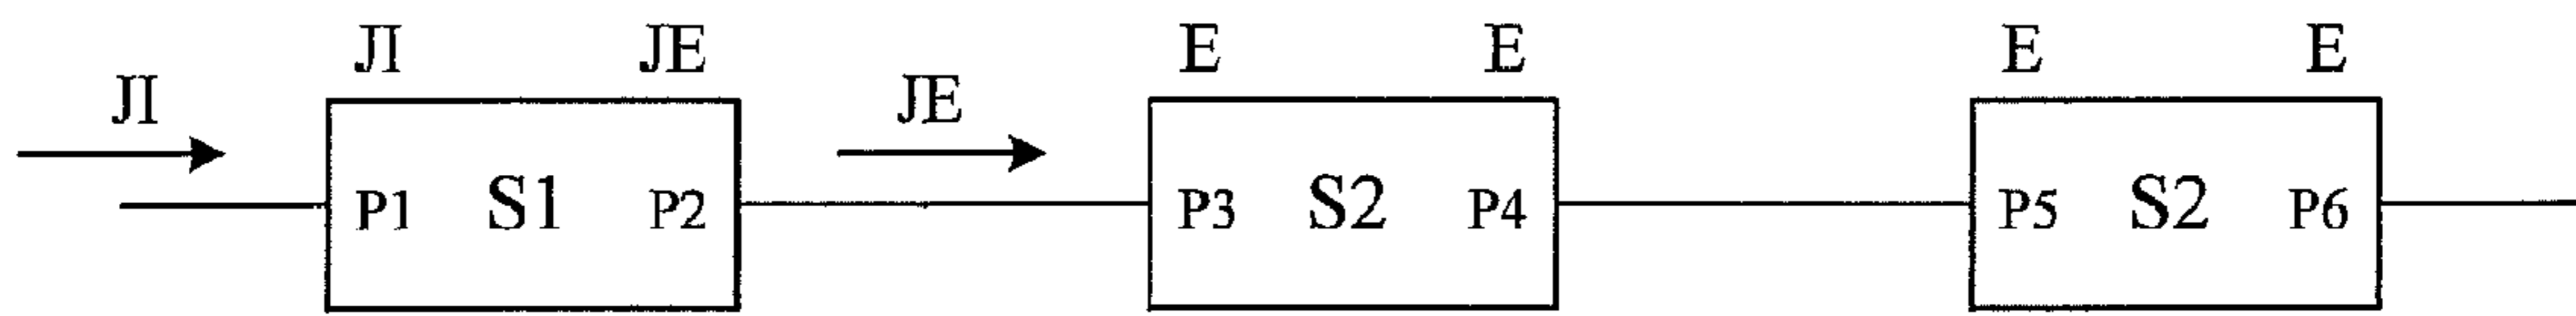 JI JE E E E E
JI JE
P1 S1 P2 P3 S2 P4 P5 S2 P6